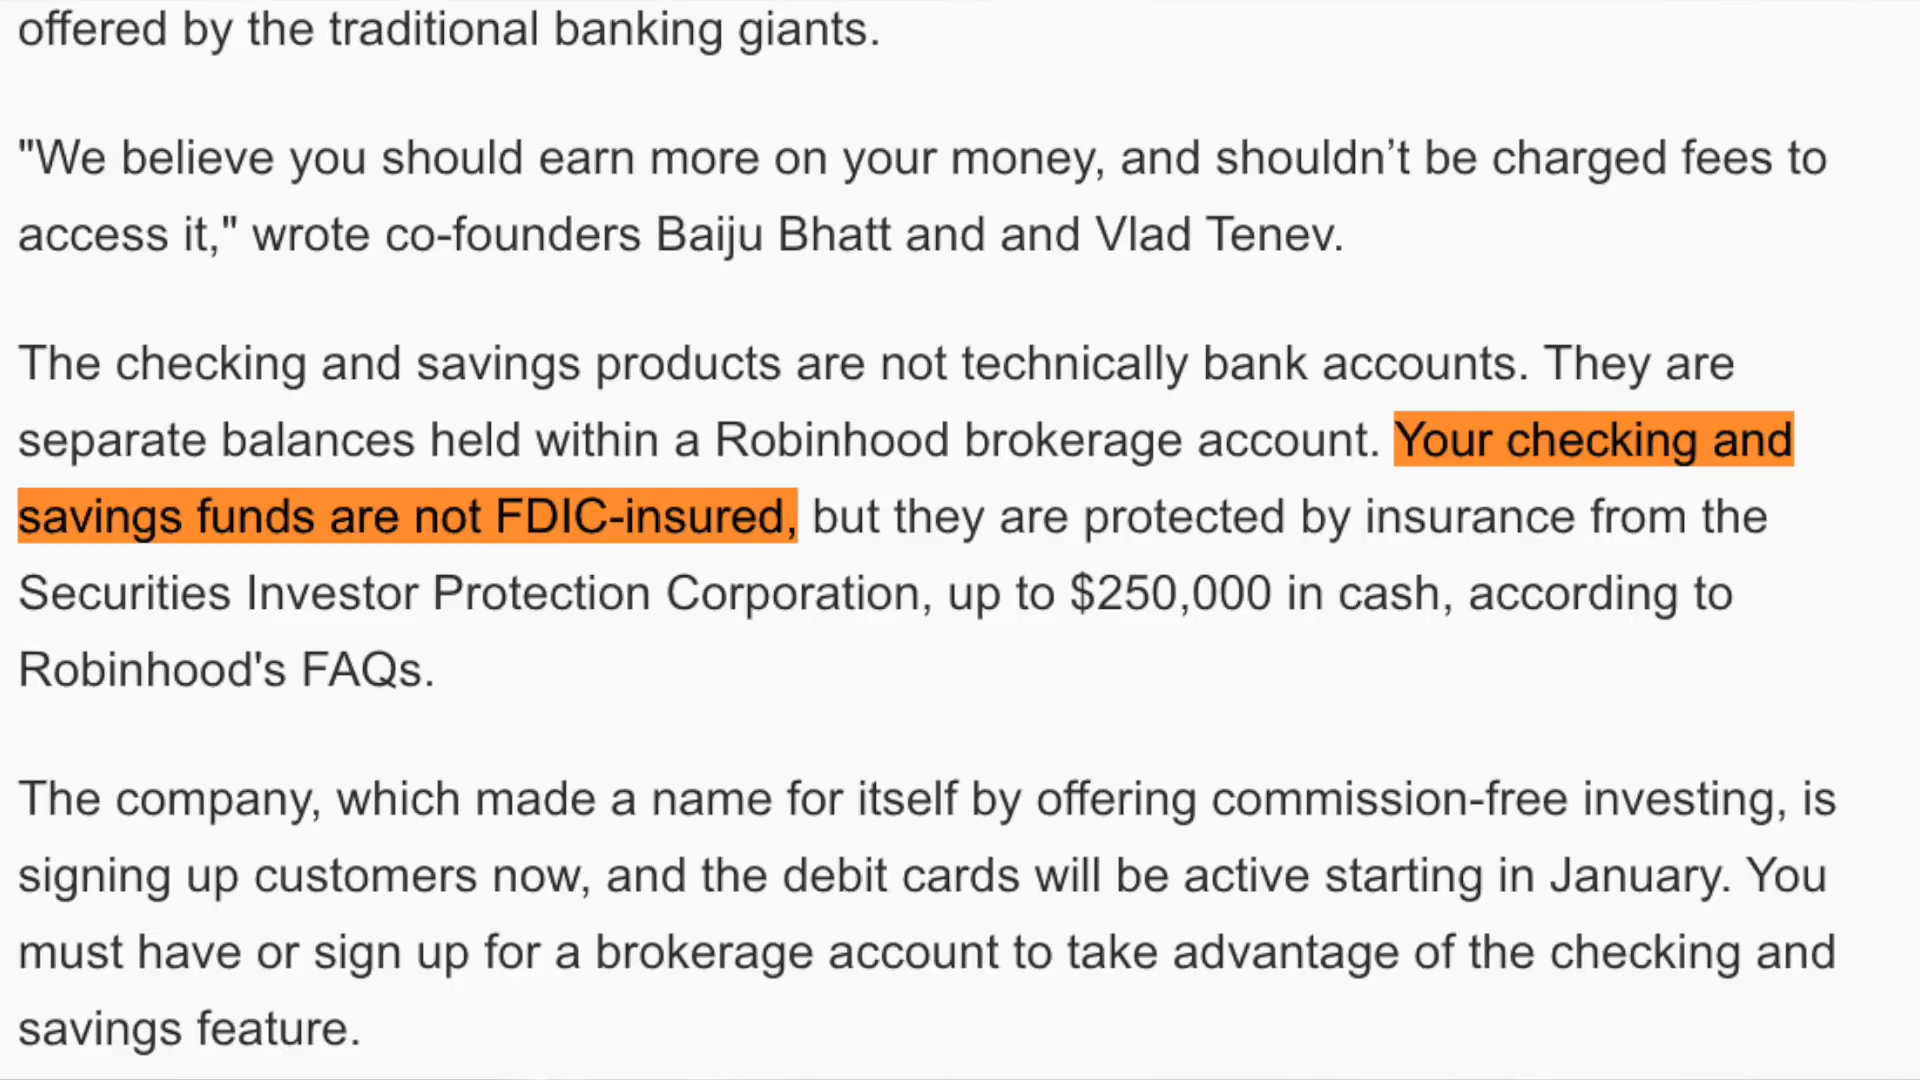 offered by the traditional banking giants.
"We believe you should earn more on your money, and shouldn’t be charged fees to
access it," wrote co-founders Baiju Bhatt and and Vlad Tenev.
The checking and savings products are not technically bank accounts. They are
separate balances held within a Robinhood brokerage account. Your checking and
savings funds are not FDIC-insured, but they are protected by insurance from the
Securities Investor Protection Corporation, up to $250,000 in cash, according to
Robinhood's FAQs.
The company, which made a name for itself by offering commission-free investing, is
signing up customers now, and the debit cards will be active starting in January. You
must have or sign up for a brokerage account to take advantage of the checking and
savings feature.